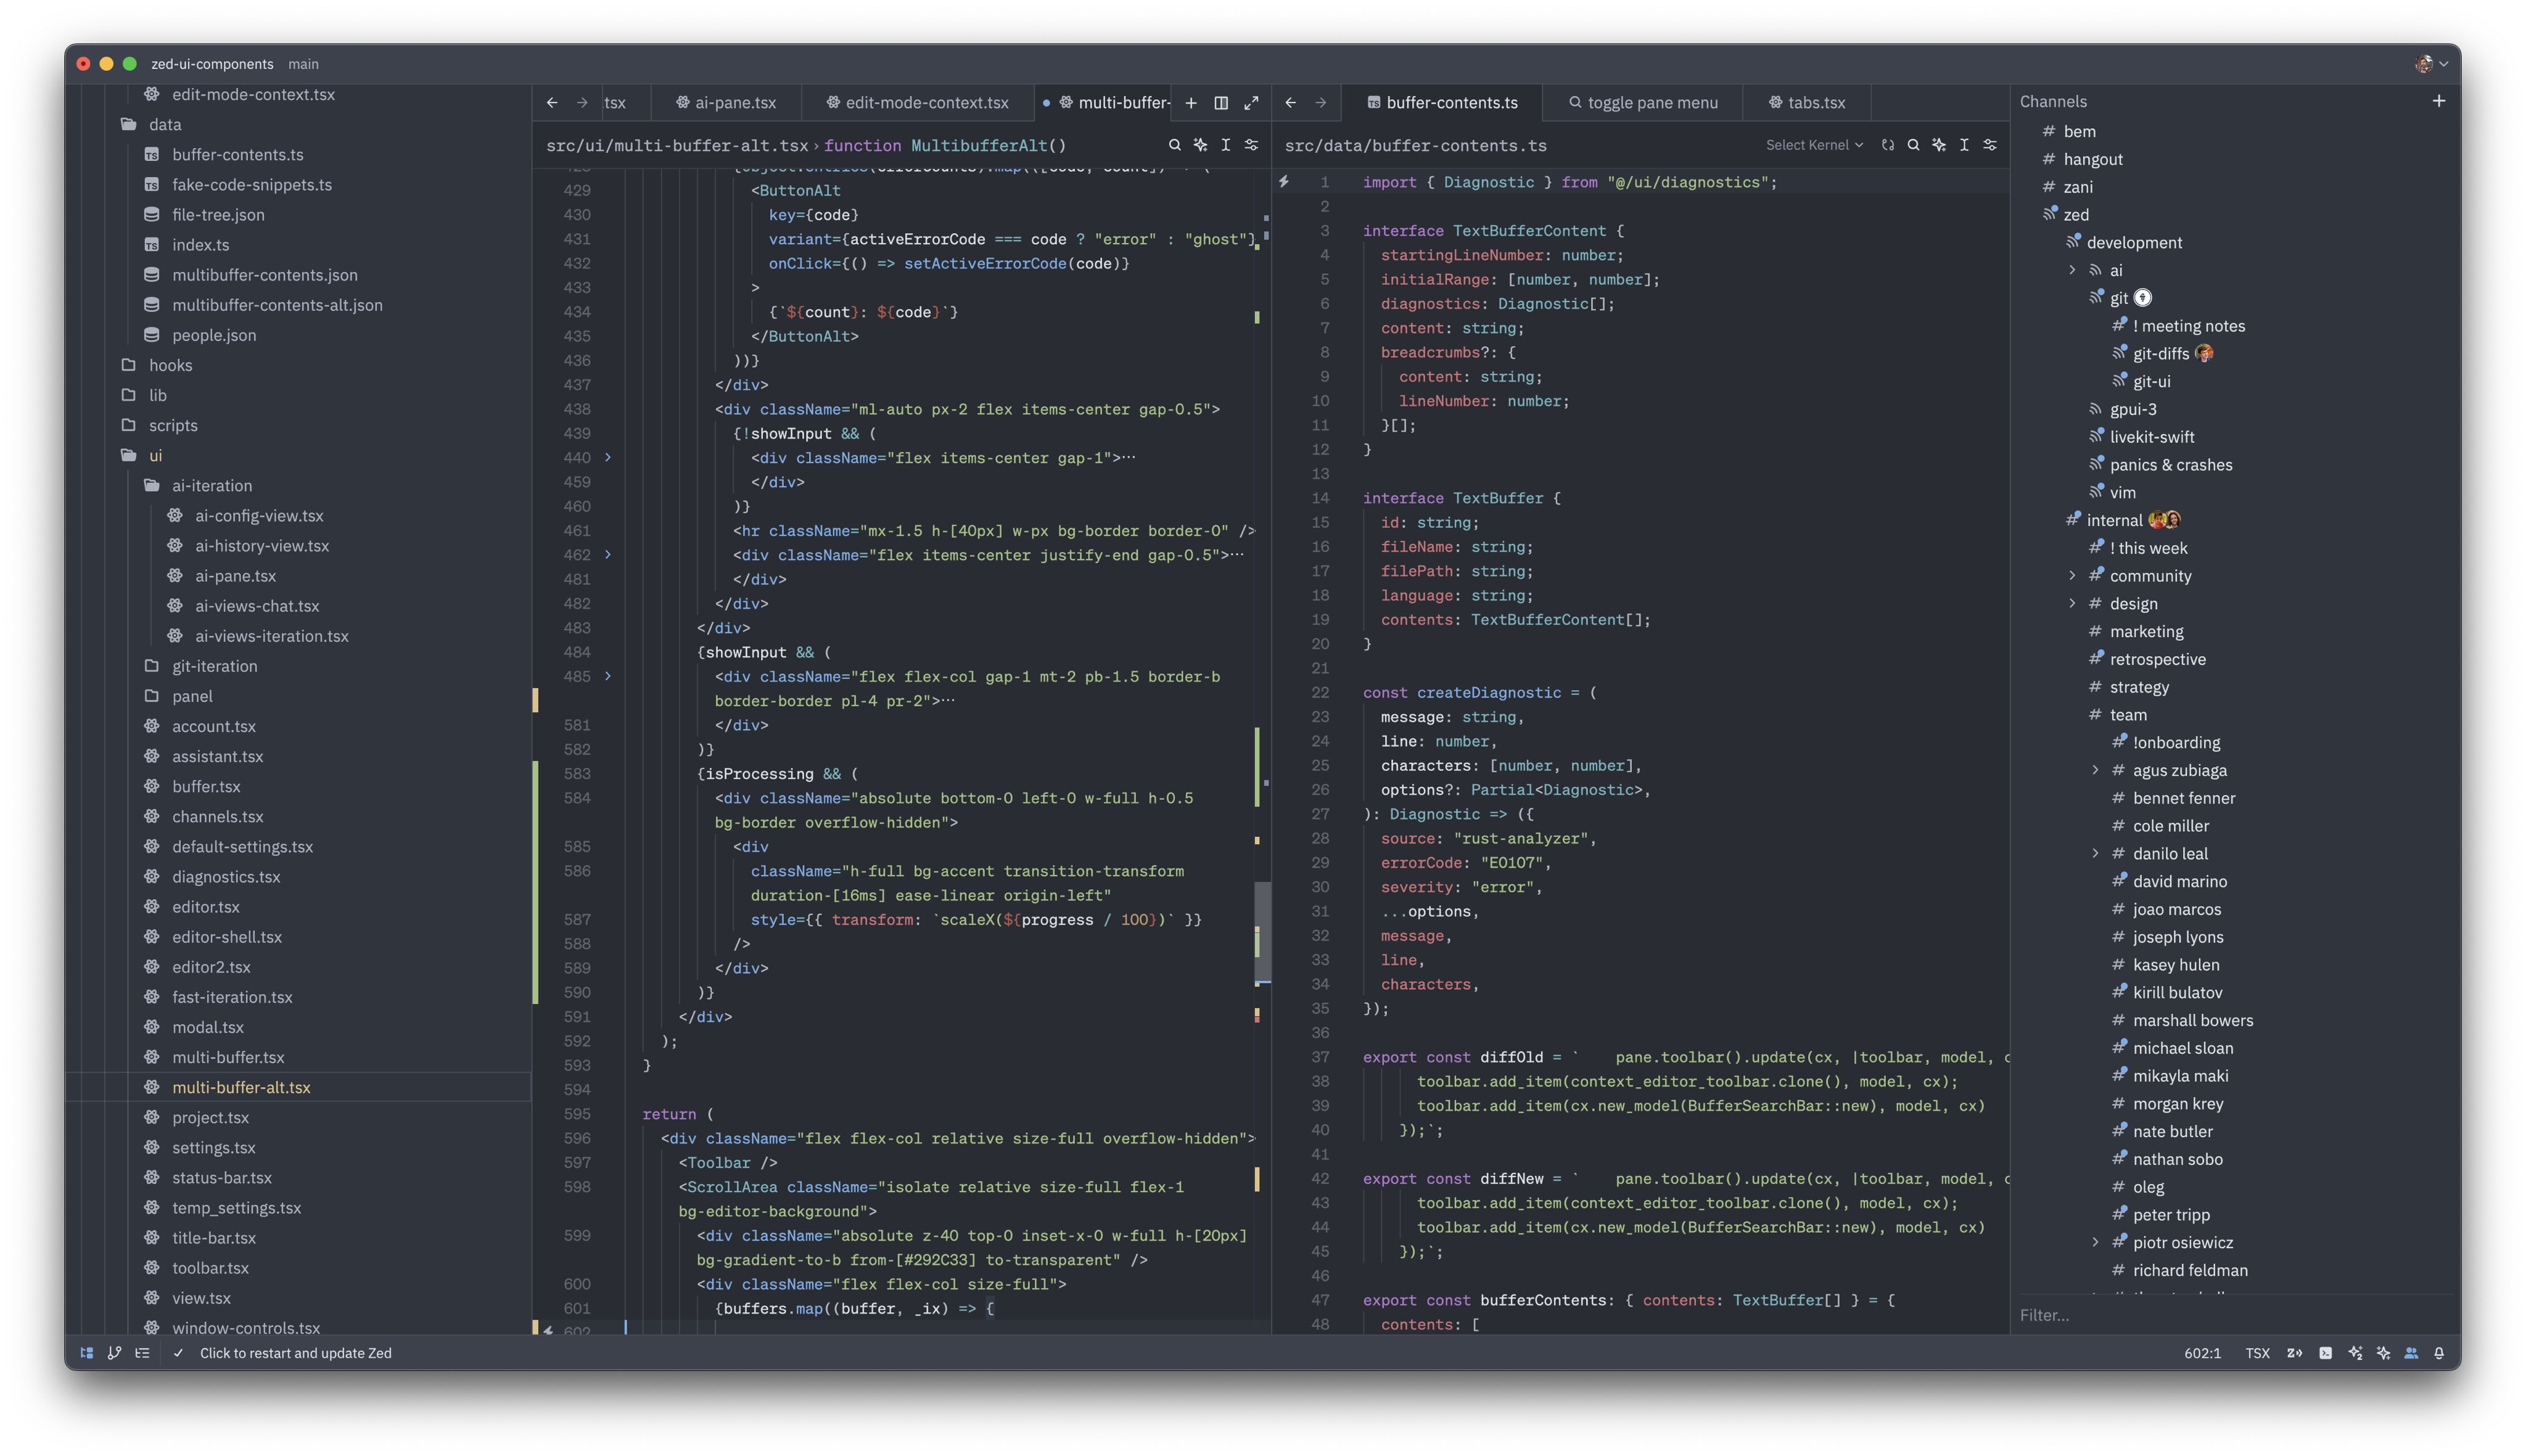 zed-ui-components main
edit-mode-context.tsx
data
buffer-contents.ts
fake-code-snippets.ts
file-tree.json
index.ts
multibuffer-contents.json
multibuffer-contents-alt.json
people.json
hooks
lib
scripts
ui
ai-iteration
ai-config-view.tsx
ai-history-view.tsx
ai-pane.tsx
ai-views-chat.tsx
ai-views-iteration.tsx
git-iteration
panel
account.tsx
assistant.tsx
buffer.tsx
channels.tsx
default-settings.tsx
diagnostics.tsx
editor.tsx
editor-shell.tsx
editor2.tsx
fast-iteration.tsx
modal.tsx
multi-buffer.tsx
multi-buffer-alt.tsx
project.tsx
settings.tsx
status-bar.tsx
temp_settings.tsx
title-bar.tsx
toolbar.tsx
view.tsx
window-controls.tsx
tsx ai-pane.tsx edit-mode-context.tsx multi-buffer-
src/ui/multi-buffer-alt.tsx › function MultibufferAlt()
429 <ButtonAlt
430 key={code}
431 variant={activeErrorCode === code ? "error" : "ghost"}
432 onClick={() => setActiveErrorCode(code)}
433 >
434 {`${count}: ${code}`}
435 </ButtonAlt>
436 ))}
437 </div>
438 <div className="ml-auto px-2 flex items-center gap-0.5">
439 {!showInput && (
440 <div className="flex items-center gap-1">⋯
459 </div>
460 )}
461 <hr className="mx-1.5 h-[40px] w-px bg-border border-0" />
462 <div className="flex items-center justify-end gap-0.5">⋯
481 </div>
482 </div>
483 </div>
484 {showInput && (
485 <div className="flex flex-col gap-1 mt-2 pb-1.5 border-b
border-border pl-4 pr-2">⋯
581 </div>
582 )}
583 {isProcessing && (
584 <div className="absolute bottom-0 left-0 w-full h-0.5
bg-border overflow-hidden">
585 <div
586 className="h-full bg-accent transition-transform
duration-[16ms] ease-linear origin-left"
587 style={{ transform: `scaleX(${progress / 100})` }}
588 />
589 </div>
590 )}
591 </div>
592 );
593 }
594
595 return (
596 <div className="flex flex-col relative size-full overflow-hidden">
597 <Toolbar />
598 <ScrollArea className="isolate relative size-full flex-1
bg-editor-background">
599 <div className="absolute z-40 top-0 inset-x-0 w-full h-[20px]
bg-gradient-to-b from-[#292C33] to-transparent" />
600 <div className="flex flex-col size-full">
601 {buffers.map((buffer, _ix) => {
602
buffer-contents.ts toggle pane menu tabs.tsx
src/data/buffer-contents.ts Select Kernel
1 import { Diagnostic } from "@/ui/diagnostics";
2
3 interface TextBufferContent {
4 startingLineNumber: number;
5 initialRange: [number, number];
6 diagnostics: Diagnostic[];
7 content: string;
8 breadcrumbs?: {
9 content: string;
10 lineNumber: number;
11 }[];
12 }
13
14 interface TextBuffer {
15 id: string;
16 fileName: string;
17 filePath: string;
18 language: string;
19 contents: TextBufferContent[];
20 }
21
22 const createDiagnostic = (
23 message: string,
24 line: number,
25 characters: [number, number],
26 options?: Partial<Diagnostic>,
27 ): Diagnostic => ({
28 source: "rust-analyzer",
29 errorCode: "E0107",
30 severity: "error",
31 ...options,
32 message,
33 line,
34 characters,
35 });
36
37 export const diffOld = ` pane.toolbar().update(cx, |toolbar, model, c
38 toolbar.add_item(context_editor_toolbar.clone(), model, cx);
39 toolbar.add_item(cx.new_model(BufferSearchBar::new), model, cx)
40 });`;
41
42 export const diffNew = ` pane.toolbar().update(cx, |toolbar, model, c
43 toolbar.add_item(context_editor_toolbar.clone(), model, cx);
44 toolbar.add_item(cx.new_model(BufferSearchBar::new), model, cx)
45 });`;
46
47 export const bufferContents: { contents: TextBuffer[] } = {
48 contents: [
Channels
# bem
# hangout
# zani
zed
development
ai
git
# ! meeting notes
git-diffs
git-ui
gpui-3
livekit-swift
panics & crashes
vim
# internal
# ! this week
# community
# design
# marketing
# retrospective
# strategy
# team
# !onboarding
# agus zubiaga
# bennet fenner
# cole miller
# danilo leal
# david marino
# joao marcos
# joseph lyons
# kasey hulen
# kirill bulatov
# marshall bowers
# michael sloan
# mikayla maki
# morgan krey
# nate butler
# nathan sobo
# oleg
# peter tripp
# piotr osiewicz
# richard feldman
Filter...
Click to restart and update Zed
602:1 TSX